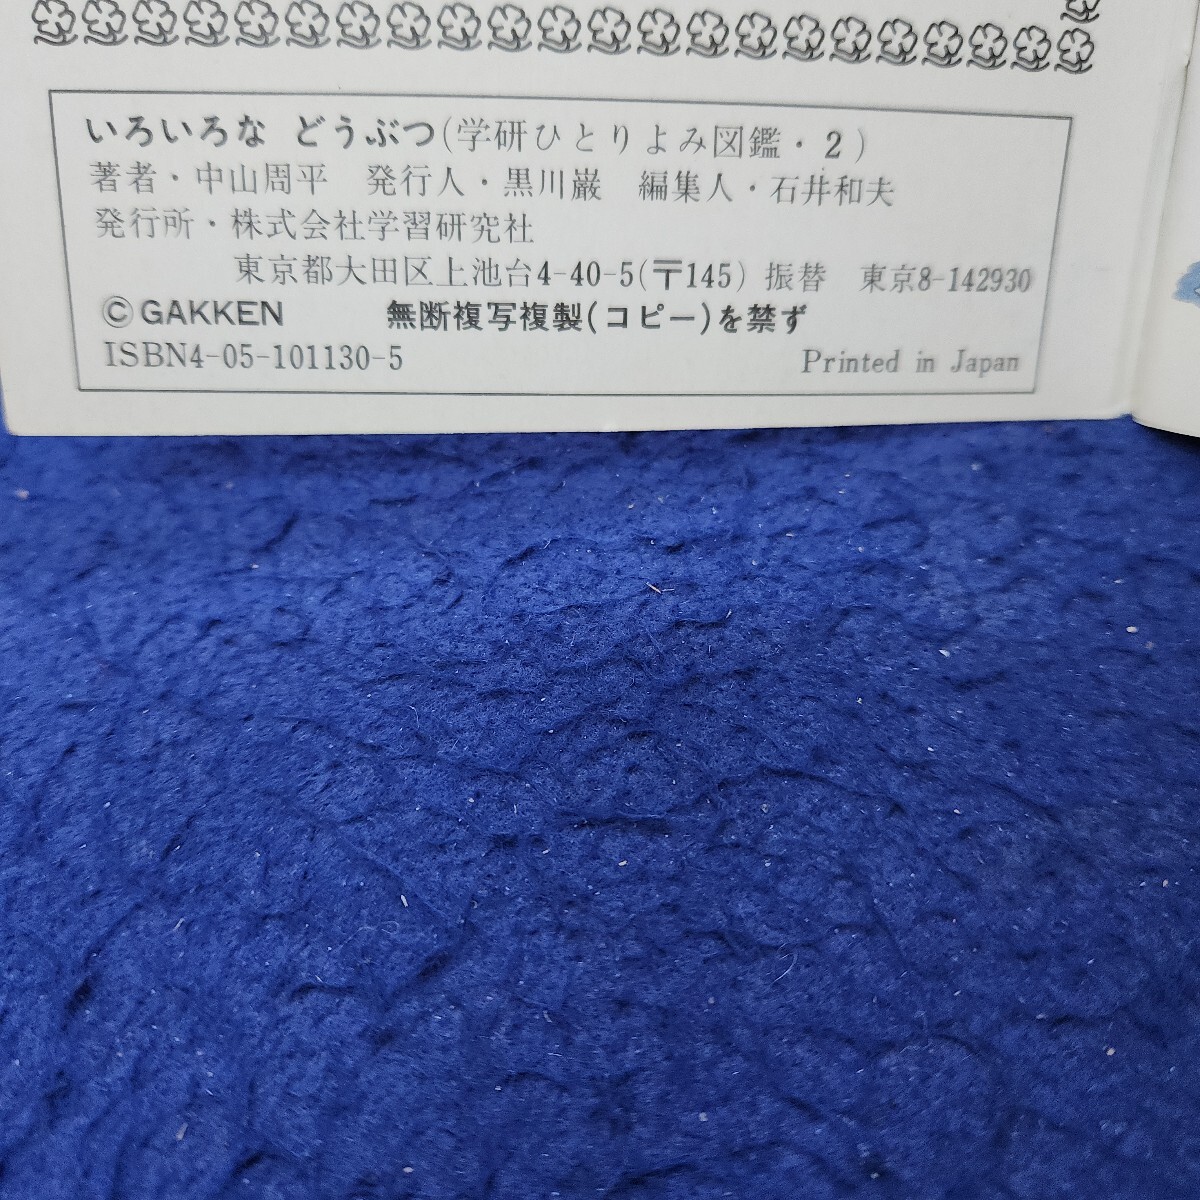 いろいろな どうぶつ(学研ひとりよみ図鑑・2)
著者・中山周平 発行人・黒川巌 編集人・石井和夫
発行所・株式会社学習研究社
東京都大田区上池台4-40-5(〒145) 振替 東京8-142930
©GAKKEN 無断複写複製(コピー)を禁ず
ISBN4-05-101130-5 Printed in Japan